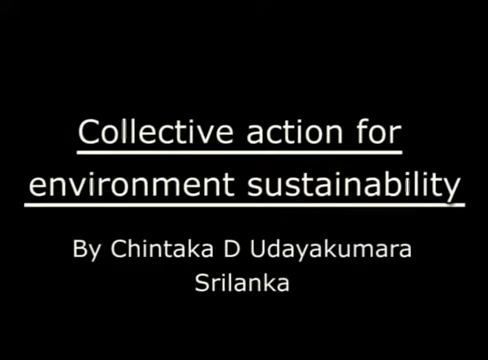 Collective action for
environment sustainability
By Chintaka D Udayakumara
Srilanka